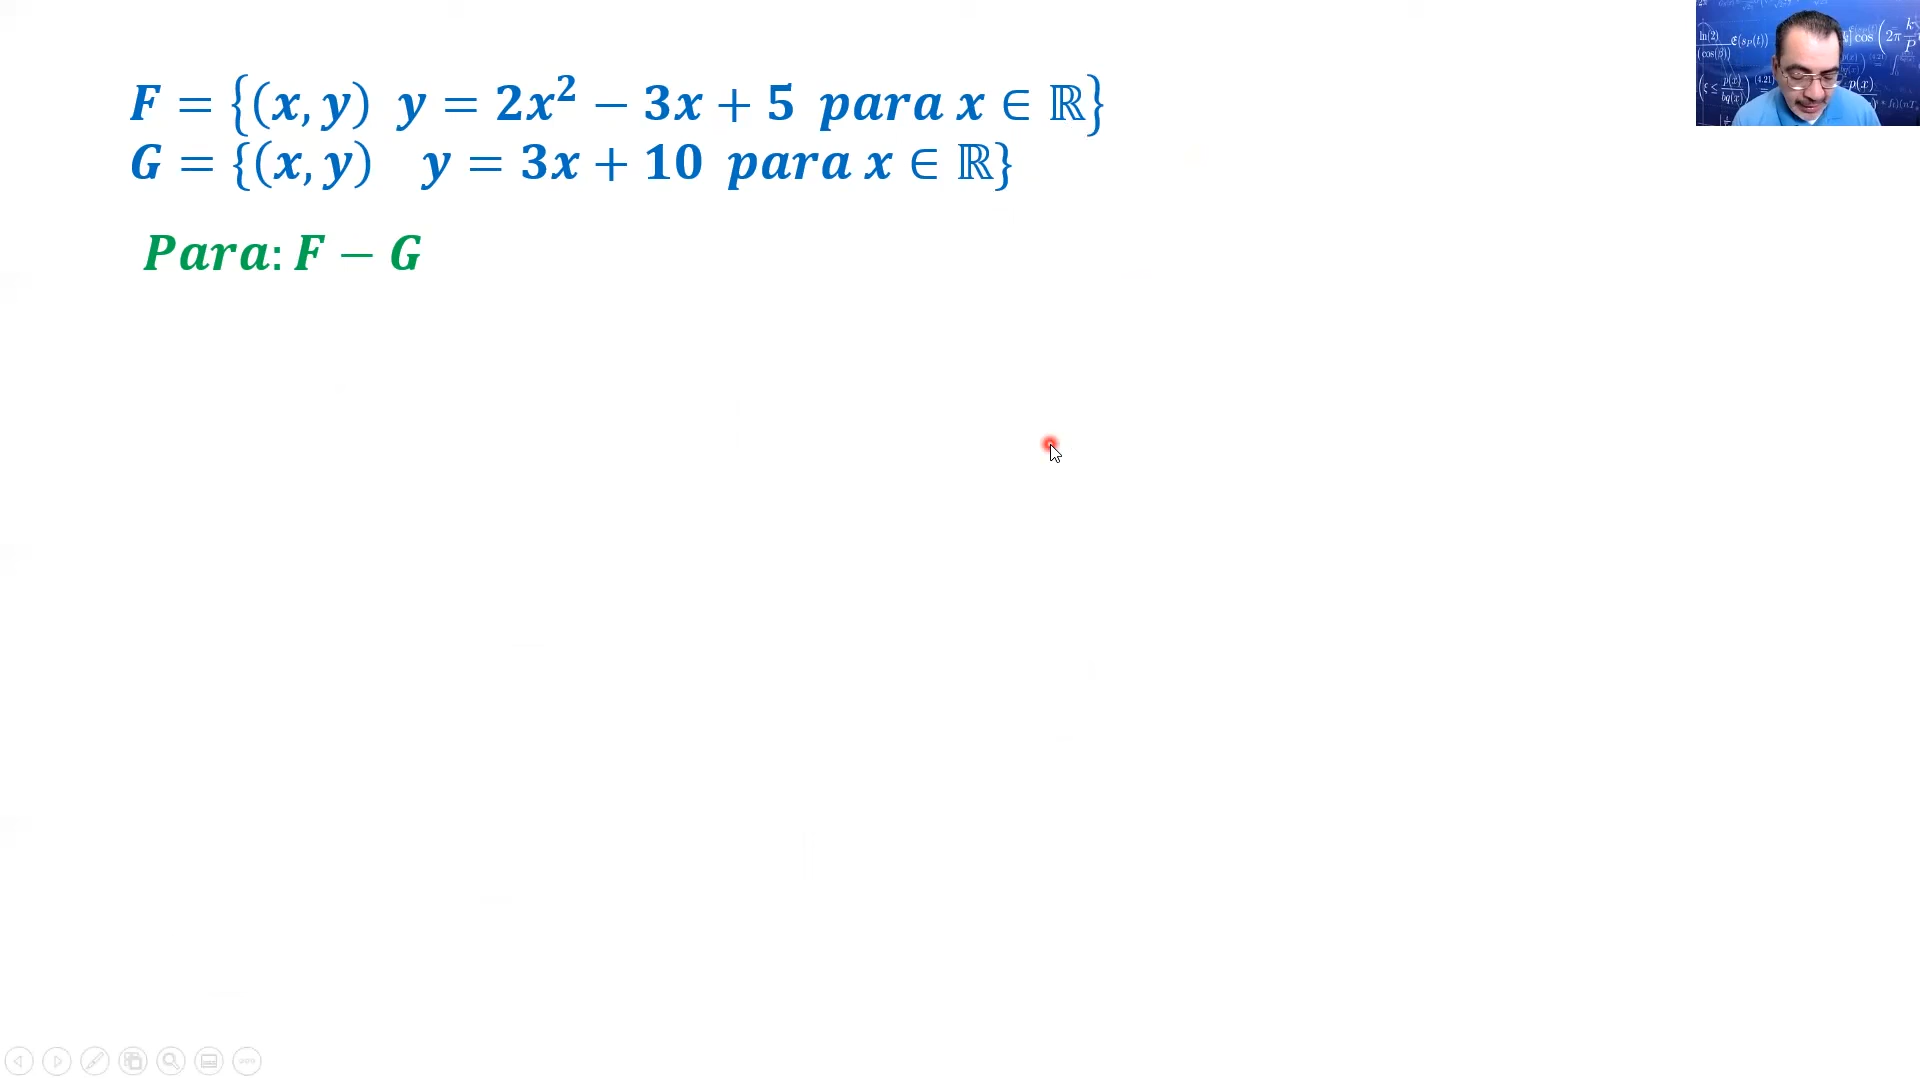 F = {(x, y)  y = 2x² − 3x + 5  para x ∈ ℝ}
G = {(x, y)  y = 3x + 10  para x ∈ ℝ}
Para: F − G